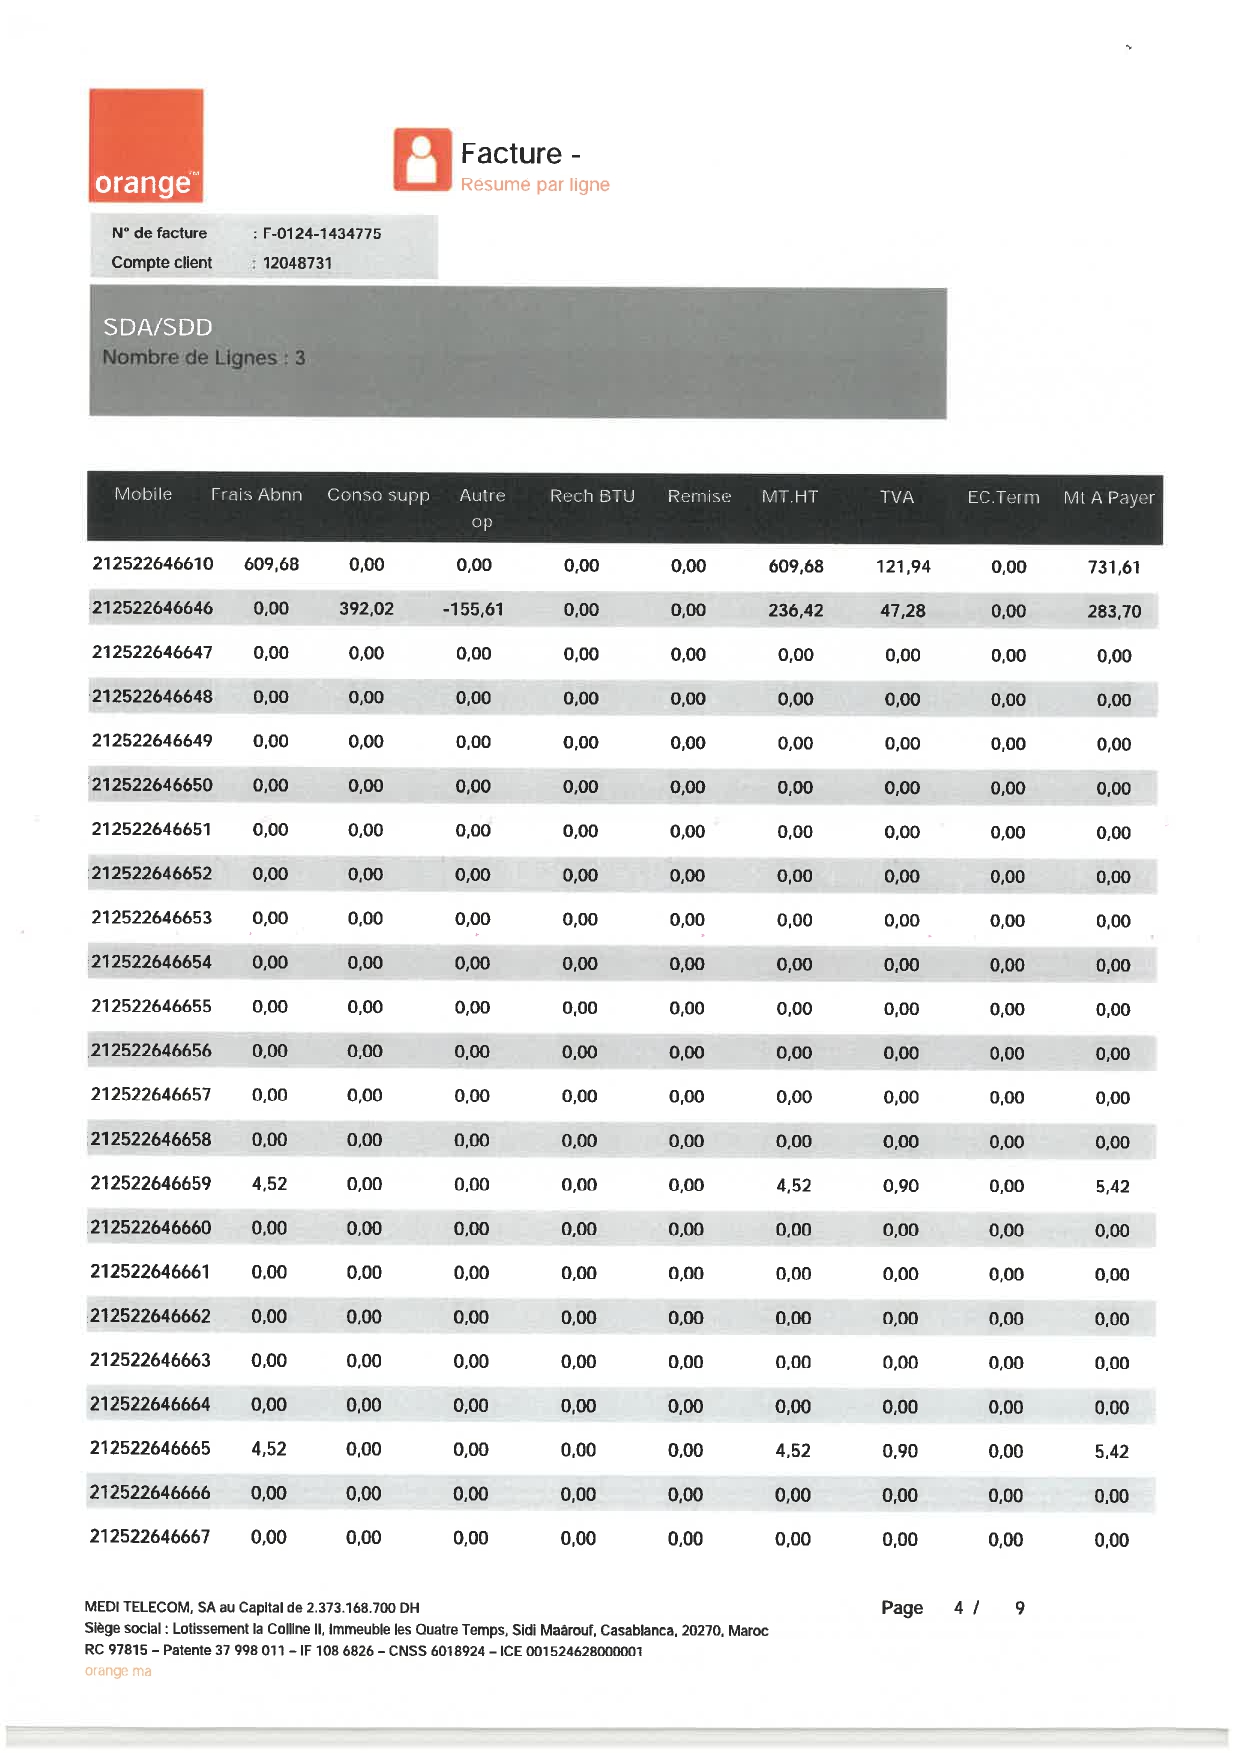 orange™
Facture -
Resume par ligne
N° de facture : F-0124-1434775
Compte client : 12048731
SDA/SDD
Nombre de Lignes : 3
Mobile Frais Abnn Conso supp Autre op Rech BTU Remise MT.HT TVA EC.Term Mt A Payer
212522646610 609,68 0,00 0,00 0,00 0,00 609,68 121,94 0,00 731,61
212522646646 0,00 392,02 -155,61 0,00 0,00 236,42 47,28 0,00 283,70
212522646647 0,00 0,00 0,00 0,00 0,00 0,00 0,00 0,00 0,00
212522646648 0,00 0,00 0,00 0,00 0,00 0,00 0,00 0,00 0,00
212522646649 0,00 0,00 0,00 0,00 0,00 0,00 0,00 0,00 0,00
212522646650 0,00 0,00 0,00 0,00 0,00 0,00 0,00 0,00 0,00
212522646651 0,00 0,00 0,00 0,00 0,00 0,00 0,00 0,00 0,00
212522646652 0,00 0,00 0,00 0,00 0,00 0,00 0,00 0,00 0,00
212522646653 0,00 0,00 0,00 0,00 0,00 0,00 0,00 0,00 0,00
212522646654 0,00 0,00 0,00 0,00 0,00 0,00 0,00 0,00 0,00
212522646655 0,00 0,00 0,00 0,00 0,00 0,00 0,00 0,00 0,00
212522646656 0,00 0,00 0,00 0,00 0,00 0,00 0,00 0,00 0,00
212522646657 0,00 0,00 0,00 0,00 0,00 0,00 0,00 0,00 0,00
212522646658 0,00 0,00 0,00 0,00 0,00 0,00 0,00 0,00 0,00
212522646659 4,52 0,00 0,00 0,00 0,00 4,52 0,90 0,00 5,42
212522646660 0,00 0,00 0,00 0,00 0,00 0,00 0,00 0,00 0,00
212522646661 0,00 0,00 0,00 0,00 0,00 0,00 0,00 0,00 0,00
212522646662 0,00 0,00 0,00 0,00 0,00 0,00 0,00 0,00 0,00
212522646663 0,00 0,00 0,00 0,00 0,00 0,00 0,00 0,00 0,00
212522646664 0,00 0,00 0,00 0,00 0,00 0,00 0,00 0,00 0,00
212522646665 4,52 0,00 0,00 0,00 0,00 4,52 0,90 0,00 5,42
212522646666 0,00 0,00 0,00 0,00 0,00 0,00 0,00 0,00 0,00
212522646667 0,00 0,00 0,00 0,00 0,00 0,00 0,00 0,00 0,00
MEDI TELECOM, SA au Capital de 2.373.168.700 DH
Page 4 / 9
Siège social : Lotissement la Colline II, Immeuble les Quatre Temps, Sidi Maârouf, Casablanca, 20270, Maroc
RC 97815 – Patente 37 998 011 – IF 108 6826 – CNSS 6018924 – ICE 001524628000001
orange ma